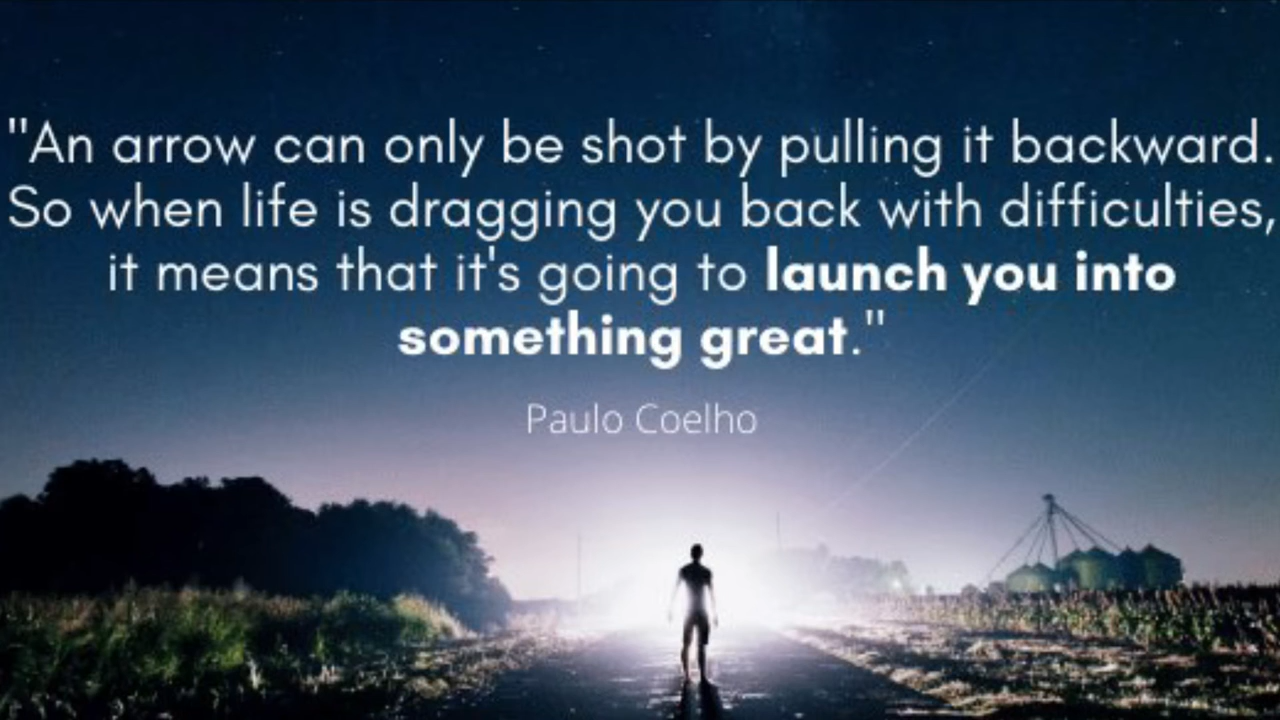 "An arrow can only be shot by pulling it backward.
So when life is dragging you back with difficulties,
it means that it's going to launch you into
something great."
Paulo Coelho